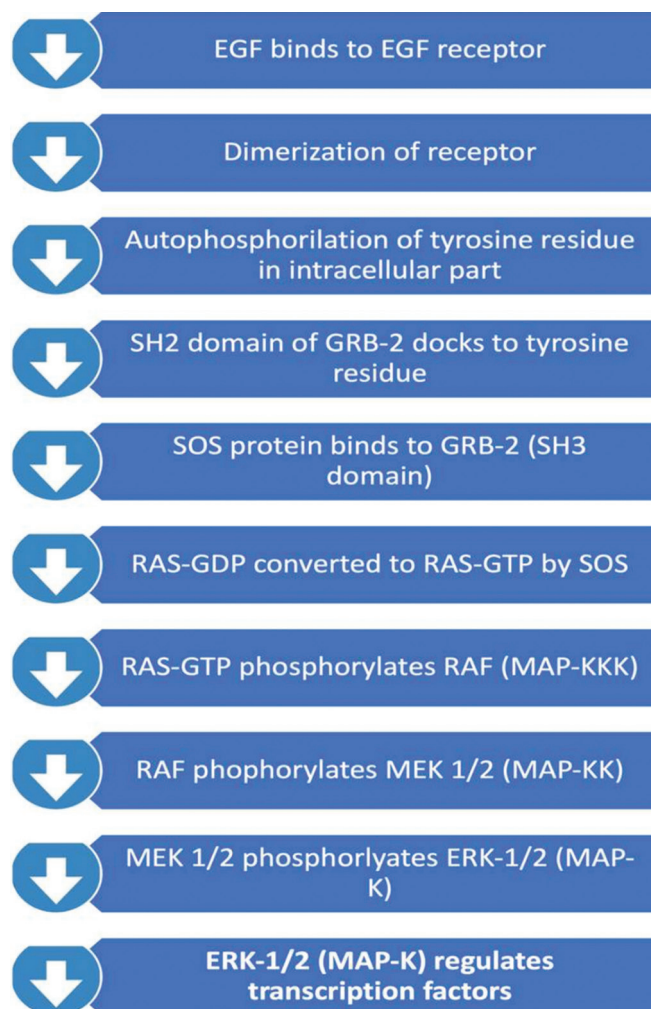 EGF binds to EGF receptor
Dimerization of receptor
Autophosphorilation of tyrosine residue
in intracellular part
SH2 domain of GRB-2 docks to tyrosine
residue
SOS protein binds to GRB-2 (SH3
domain)
RAS-GDP converted to RAS-GTP by SOS
RAS-GTP phosphorylates RAF (MAP-KKK)
RAF phophorylates MEK 1/2 (MAP-KK)
MEK 1/2 phosphorlyates ERK-1/2 (MAP-
K)
ERK-1/2 (MAP-K) regulates
transcription factors